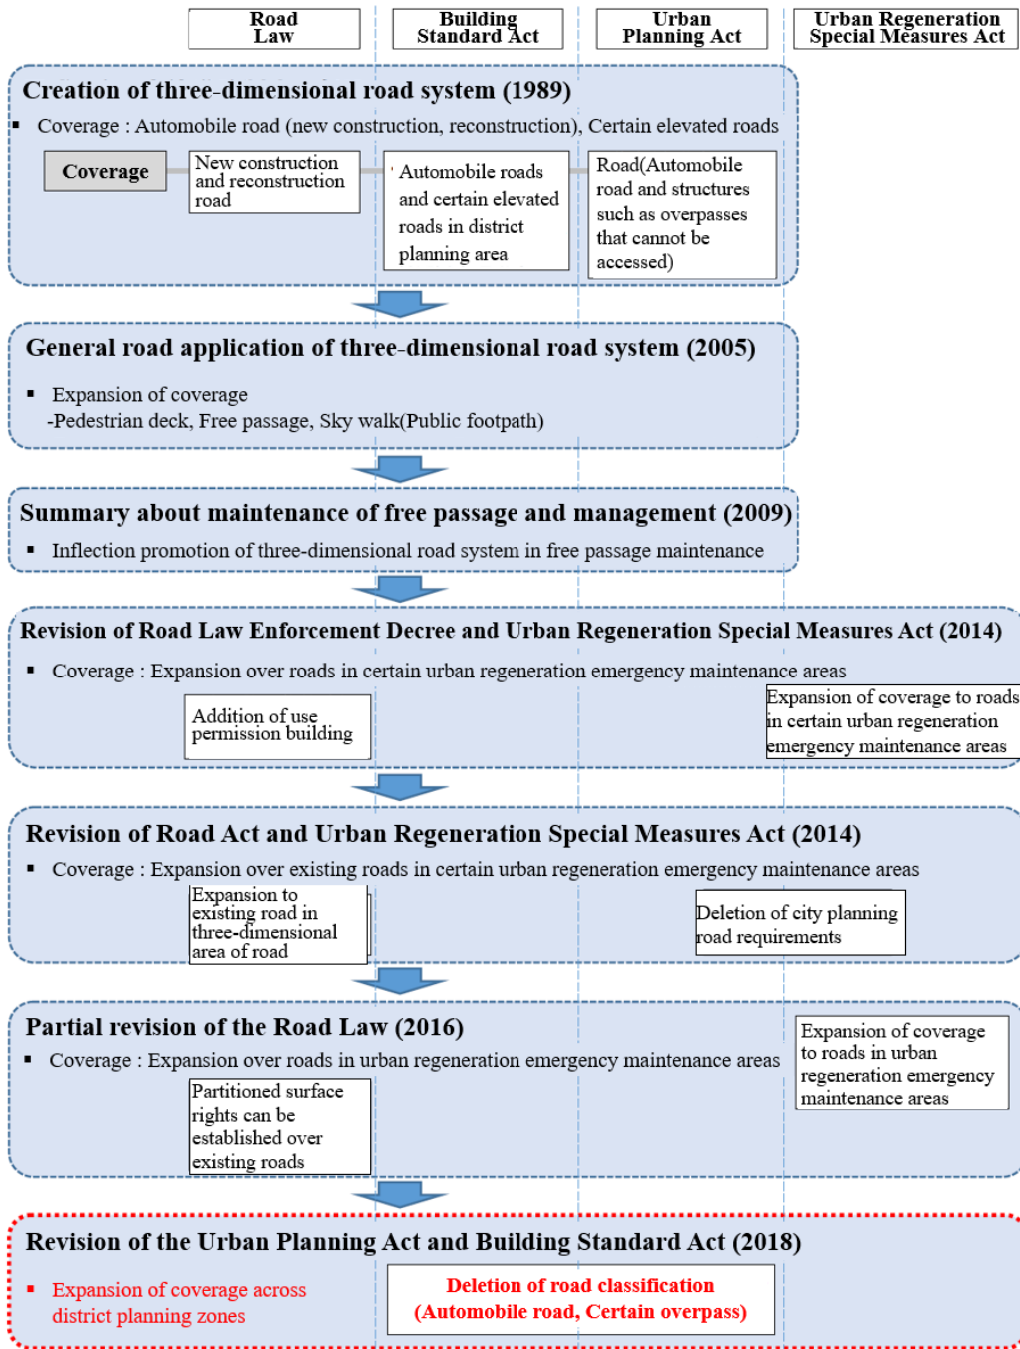 Road
Law
Building
Standard Act
Urban
Planning Act
Urban Regeneration
Special Measures Act
Creation of three-dimensional road system (1989)
▪ Coverage : Automobile road (new construction, reconstruction), Certain elevated roads
Coverage
New construction
and reconstruction
road
Automobile roads
and certain elevated
roads in district
planning area
Road(Automobile
road and structures
such as overpasses
that cannot be
accessed)
General road application of three-dimensional road system (2005)
▪ Expansion of coverage
-Pedestrian deck, Free passage, Sky walk(Public footpath)
Summary about maintenance of free passage and management (2009)
▪ Inflection promotion of three-dimensional road system in free passage maintenance
Revision of Road Law Enforcement Decree and Urban Regeneration Special Measures Act (2014)
▪ Coverage : Expansion over roads in certain urban regeneration emergency maintenance areas
Addition of use
permission building
Expansion of coverage to roads
in certain urban regeneration
emergency maintenance areas
Revision of Road Act and Urban Regeneration Special Measures Act (2014)
▪ Coverage : Expansion over existing roads in certain urban regeneration emergency maintenance areas
Expansion to
existing road in
three-dimensional
area of road
Deletion of city planning
road requirements
Partial revision of the Road Law (2016)
▪ Coverage : Expansion over roads in urban regeneration emergency maintenance areas
Partitioned surface
rights can be
established over
existing roads
Expansion of coverage
to roads in urban
regeneration emergency
maintenance areas
Revision of the Urban Planning Act and Building Standard Act (2018)
▪ Expansion of coverage across
district planning zones
Deletion of road classification
(Automobile road, Certain overpass)